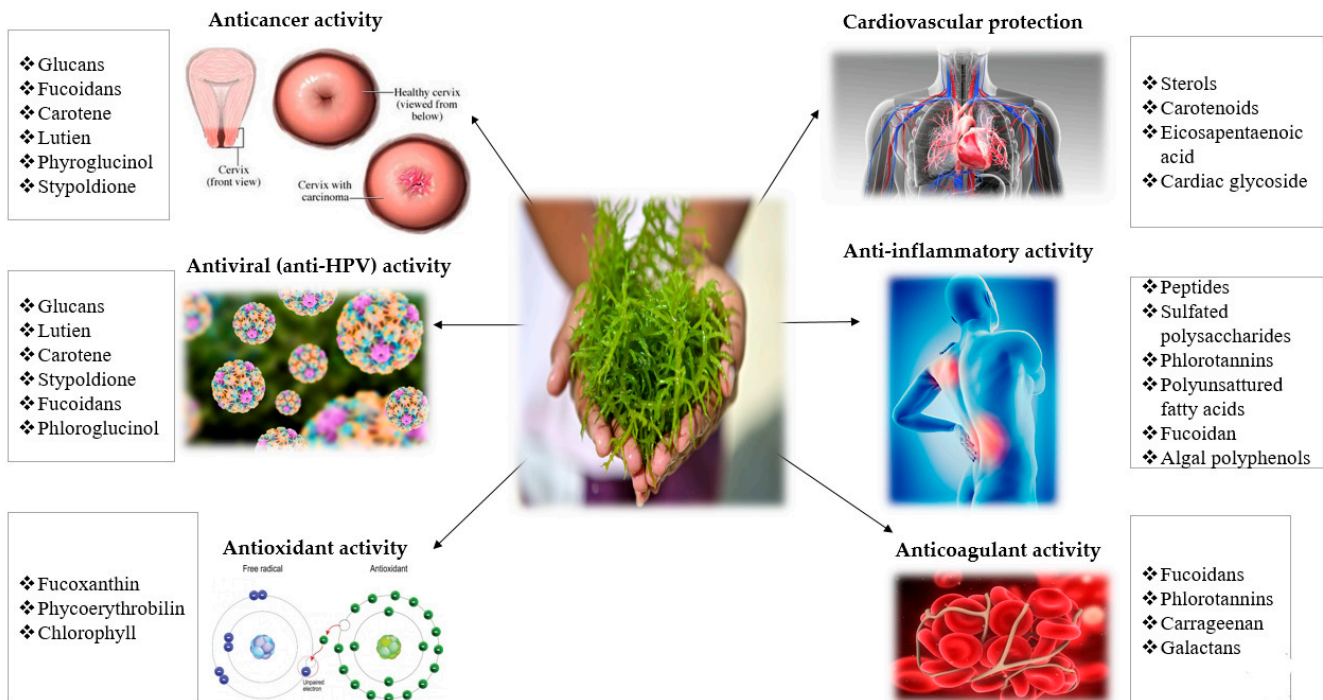 Anticancer activity
❖Glucans
❖Fucoidans
❖Carotene
❖Lutien
❖Phyroglucinol
❖Stypoldione
Healthy cervix
(viewed from
below)
Cervix
(front view)
Cervix with
carcinoma
Antiviral (anti-HPV) activity
❖Glucans
❖Lutien
❖Carotene
❖Stypoldione
❖Fucoidans
❖Phloroglucinol
Antioxidant activity
❖Fucoxanthin
❖Phycoerythrobilin
❖Chlorophyll
Free radical
Antioxidant
Unpaired
electron
Cardiovascular protection
❖Sterols
❖Carotenoids
❖Eicosapentaenoic
acid
❖Cardiac glycoside
Anti-inflammatory activity
❖Peptides
❖Sulfated
polysaccharides
❖Phlorotannins
❖Polyunsattured
fatty acids
❖Fucoidan
❖Algal polyphenols
Anticoagulant activity
❖Fucoidans
❖Phlorotannins
❖Carrageenan
❖Galactans